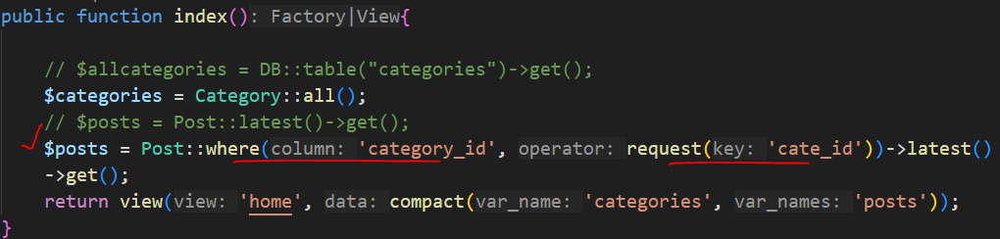 public function index(): Factory|View{
// $allcategories = DB::table("categories")->get();
$categories = Category::all();
// $posts = Post::latest()->get();
$posts = Post::where(column: 'category_id', operator: request(key: 'cate_id'))->latest()
->get();
return view(view: 'home', data: compact(var_name: 'categories', var_names: 'posts'));
}